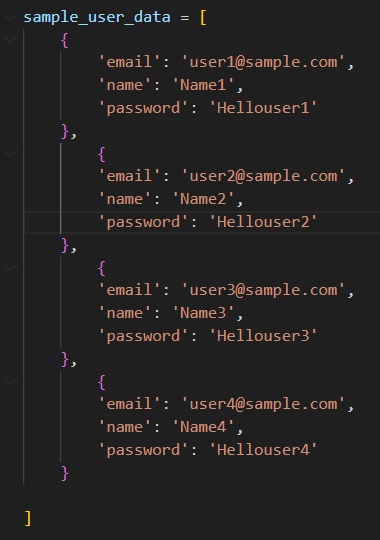 sample_user_data = [
    {
        'email': 'user1@sample.com',
        'name': 'Name1',
        'password': 'Hellouser1'
    },
        {
        'email': 'user2@sample.com',
        'name': 'Name2',
        'password': 'Hellouser2'
    },
        {
        'email': 'user3@sample.com',
        'name': 'Name3',
        'password': 'Hellouser3'
    },
        {
        'email': 'user4@sample.com',
        'name': 'Name4',
        'password': 'Hellouser4'
    }

]